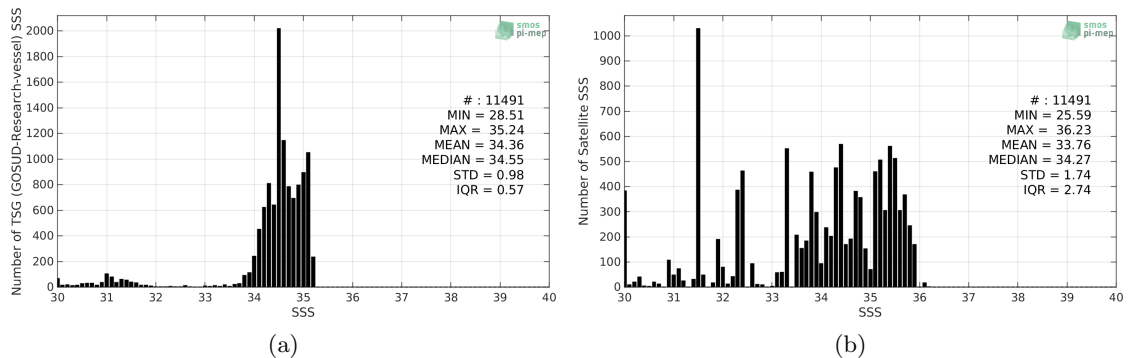 Number of TSG (GOSUD-Research-vessel) SSS
2000
1800
1600
1400
1200
1000
800
600
400
200
0
30 31 32 33 34 35 36 37 38 39 40
SSS
smos
pi-mep
# : 11491
MIN = 28.51
MAX = 35.24
MEAN = 34.36
MEDIAN = 34.55
STD = 0.98
IQR = 0.57
(a)
Number of Satellite SSS
1000
900
800
700
600
500
400
300
200
100
0
30 31 32 33 34 35 36 37 38 39 40
SSS
smos
pi-mep
# : 11491
MIN = 25.59
MAX = 36.23
MEAN = 33.76
MEDIAN = 34.27
STD = 1.74
IQR = 2.74
(b)